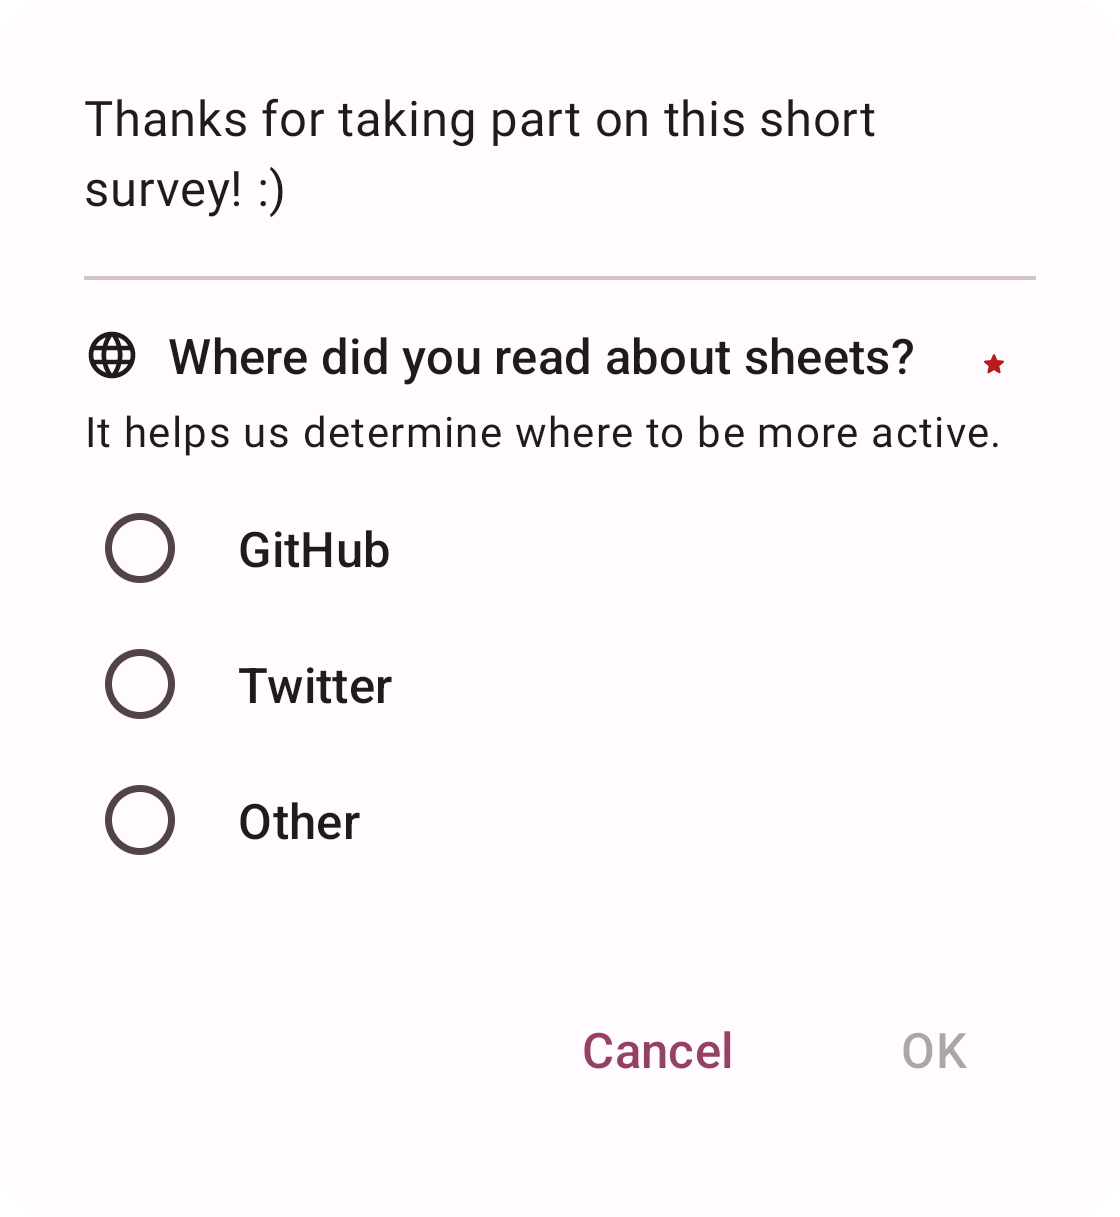 Thanks for taking part on this short
survey! :)
Where did you read about sheets?
It helps us determine where to be more active.
GitHub
Twitter
Other
Cancel OK